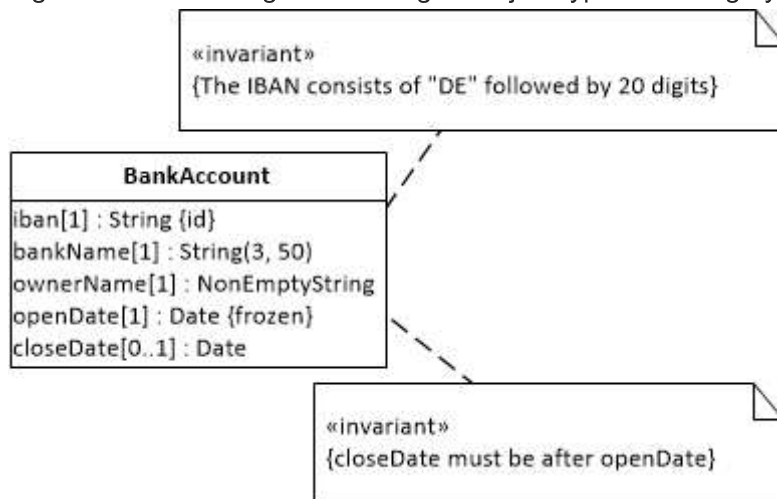 «invariant»
{The IBAN consists of "DE" followed by 20 digits}
BankAccount
iban[1] : String {id}
bankName[1] : String(3, 50)
ownerName[1] : NonEmptyString
openDate[1] : Date {frozen}
closeDate[0..1] : Date
«invariant»
{closeDate must be after openDate}